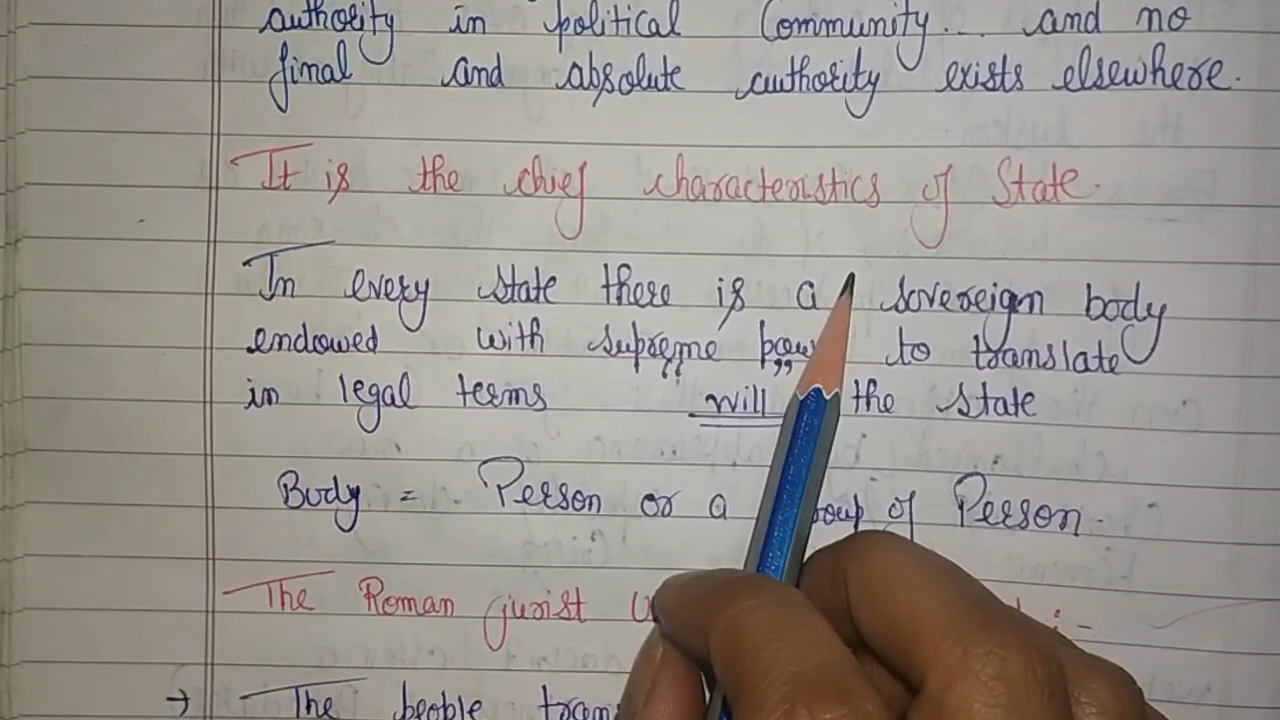 authority in political Community... and no
final and absolute authority exists elsewhere.
It is the chief characteristics of State.
In every state there is a sovereign body
endowed with supreme to translate
in legal terms "will" the state
Body = Person or a of Person.
The Roman jurist :-
→ The people